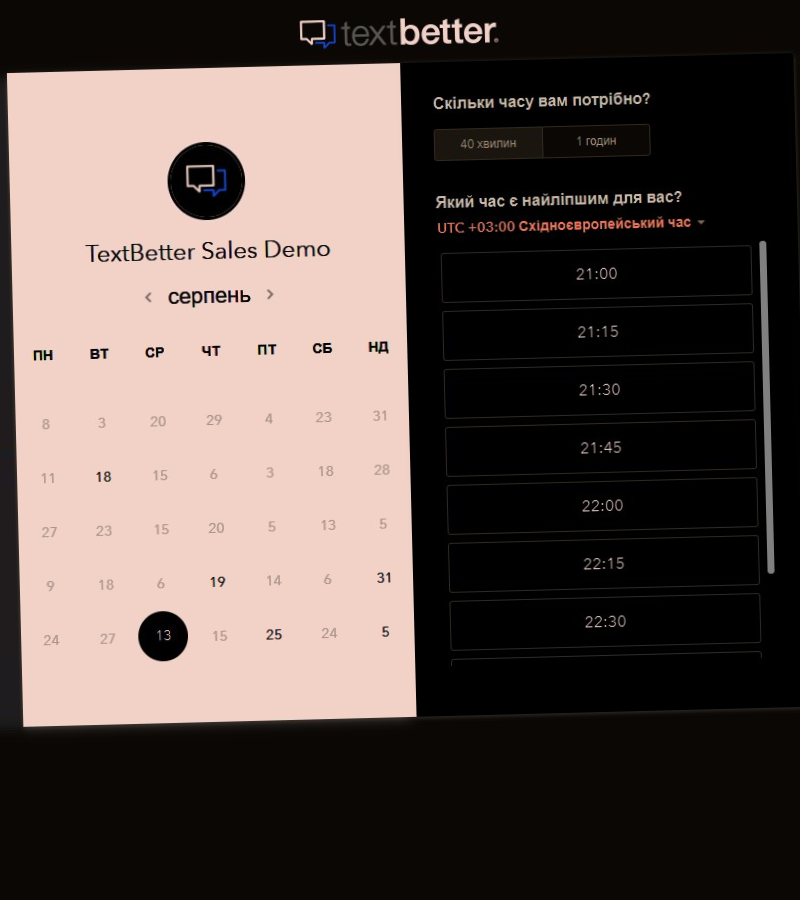 textbetter.
TextBetter Sales Demo
серпень
ПН ВТ СР ЧТ ПТ СБ НД
8 3 20 29 4 23 31
11 18 15 6 3 18 28
27 23 15 20 5 13 5
9 18 6 19 14 6 31
24 27 13 15 25 24 5
Скільки часу вам потрібно?
40 хвилин 1 годин
Який час є найліпшим для вас?
UTC +03:00 Східноєвропейський час
21:00
21:15
21:30
21:45
22:00
22:15
22:30